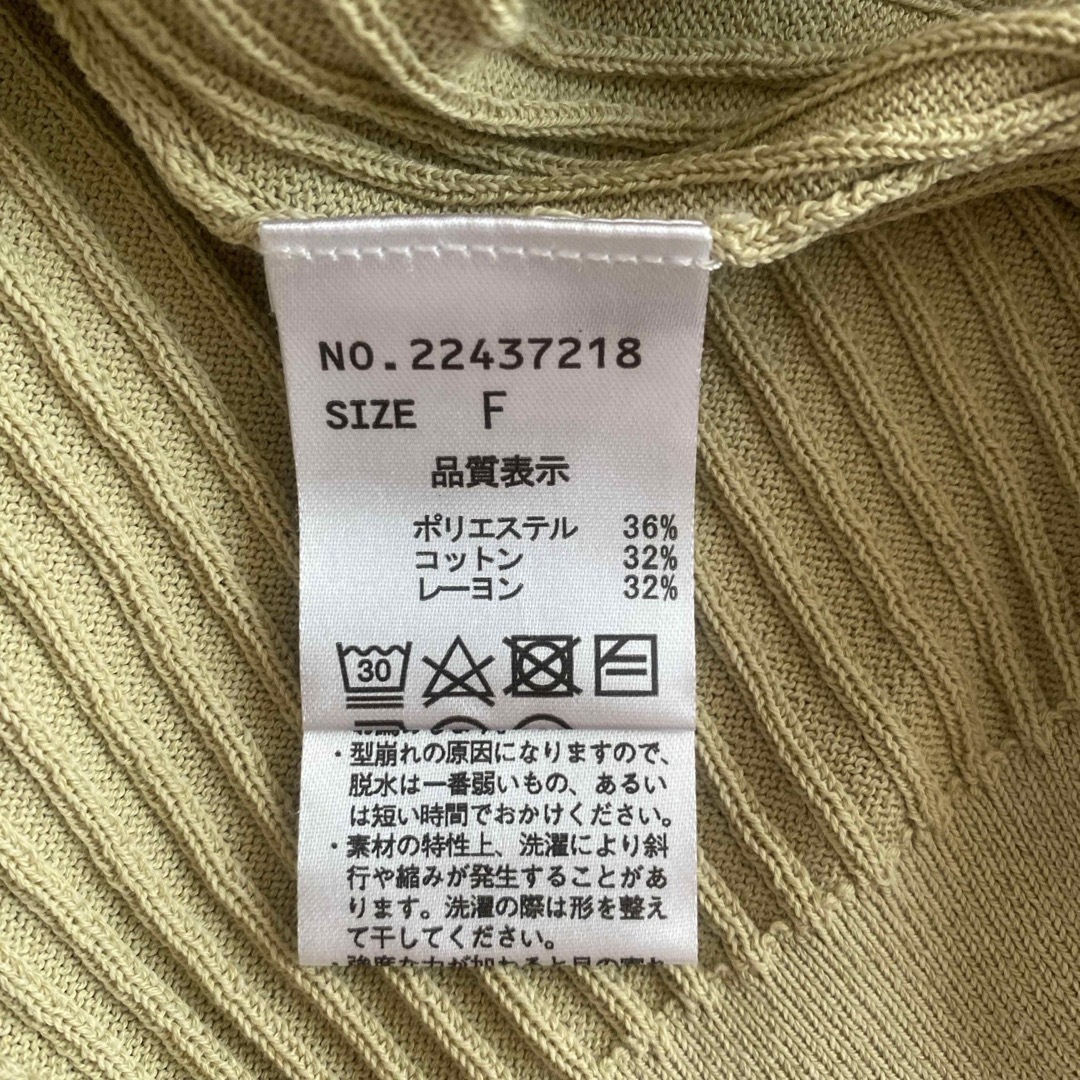 NO.22437218
SIZE F
品質表示
ポリエステル 36%
コットン 32%
レーヨン 32%
30
・型崩れの原因になりますので、
脱水は一番弱いもの、あるい
は短い時間でおかけください。
・素材の特性上、洗濯により斜
行や縮みが発生することがあ
ります。洗濯の際は形を整え
て干してください。